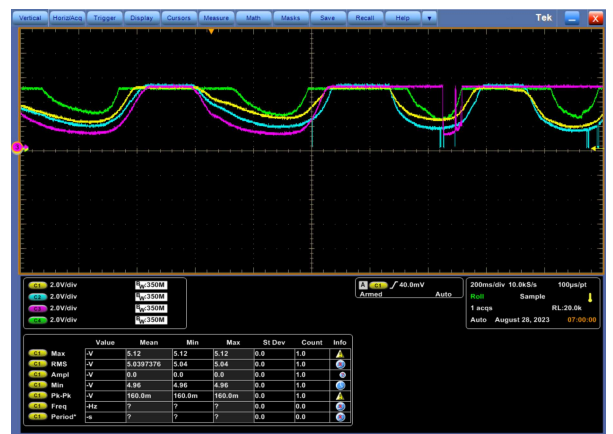 Vertical Horiz/Acq Trigger Display Cursors Measure Math Masks Save Recall Help Tek X
C1 2.0V/div BW:350M
C2 2.0V/div BW:350M
C3 2.0V/div BW:350M
C4 2.0V/div BW:350M
A C1 40.0mV
Armed Auto
200ms/div 10.0kS/s 100µs/pt
Roll Sample
1 acqs RL:20.0k
Auto August 28, 2023 07:00:00
Value Mean Min Max St Dev Count Info
C1 Max -V 5.12 5.12 5.12 0.0 1.0
C1 RMS -V 5.0397376 5.04 5.04 0.0 1.0
C1 Ampl -V 0.0 0.0 0.0 0.0 1.0
C1 Min -V 4.96 4.96 4.96 0.0 1.0
C1 Pk-Pk -V 160.0m 160.0m 160.0m 0.0 1.0
C1 Freq -Hz ? ? ? 0.0 0.0
C1 Period* -s ? ? ? 0.0 0.0